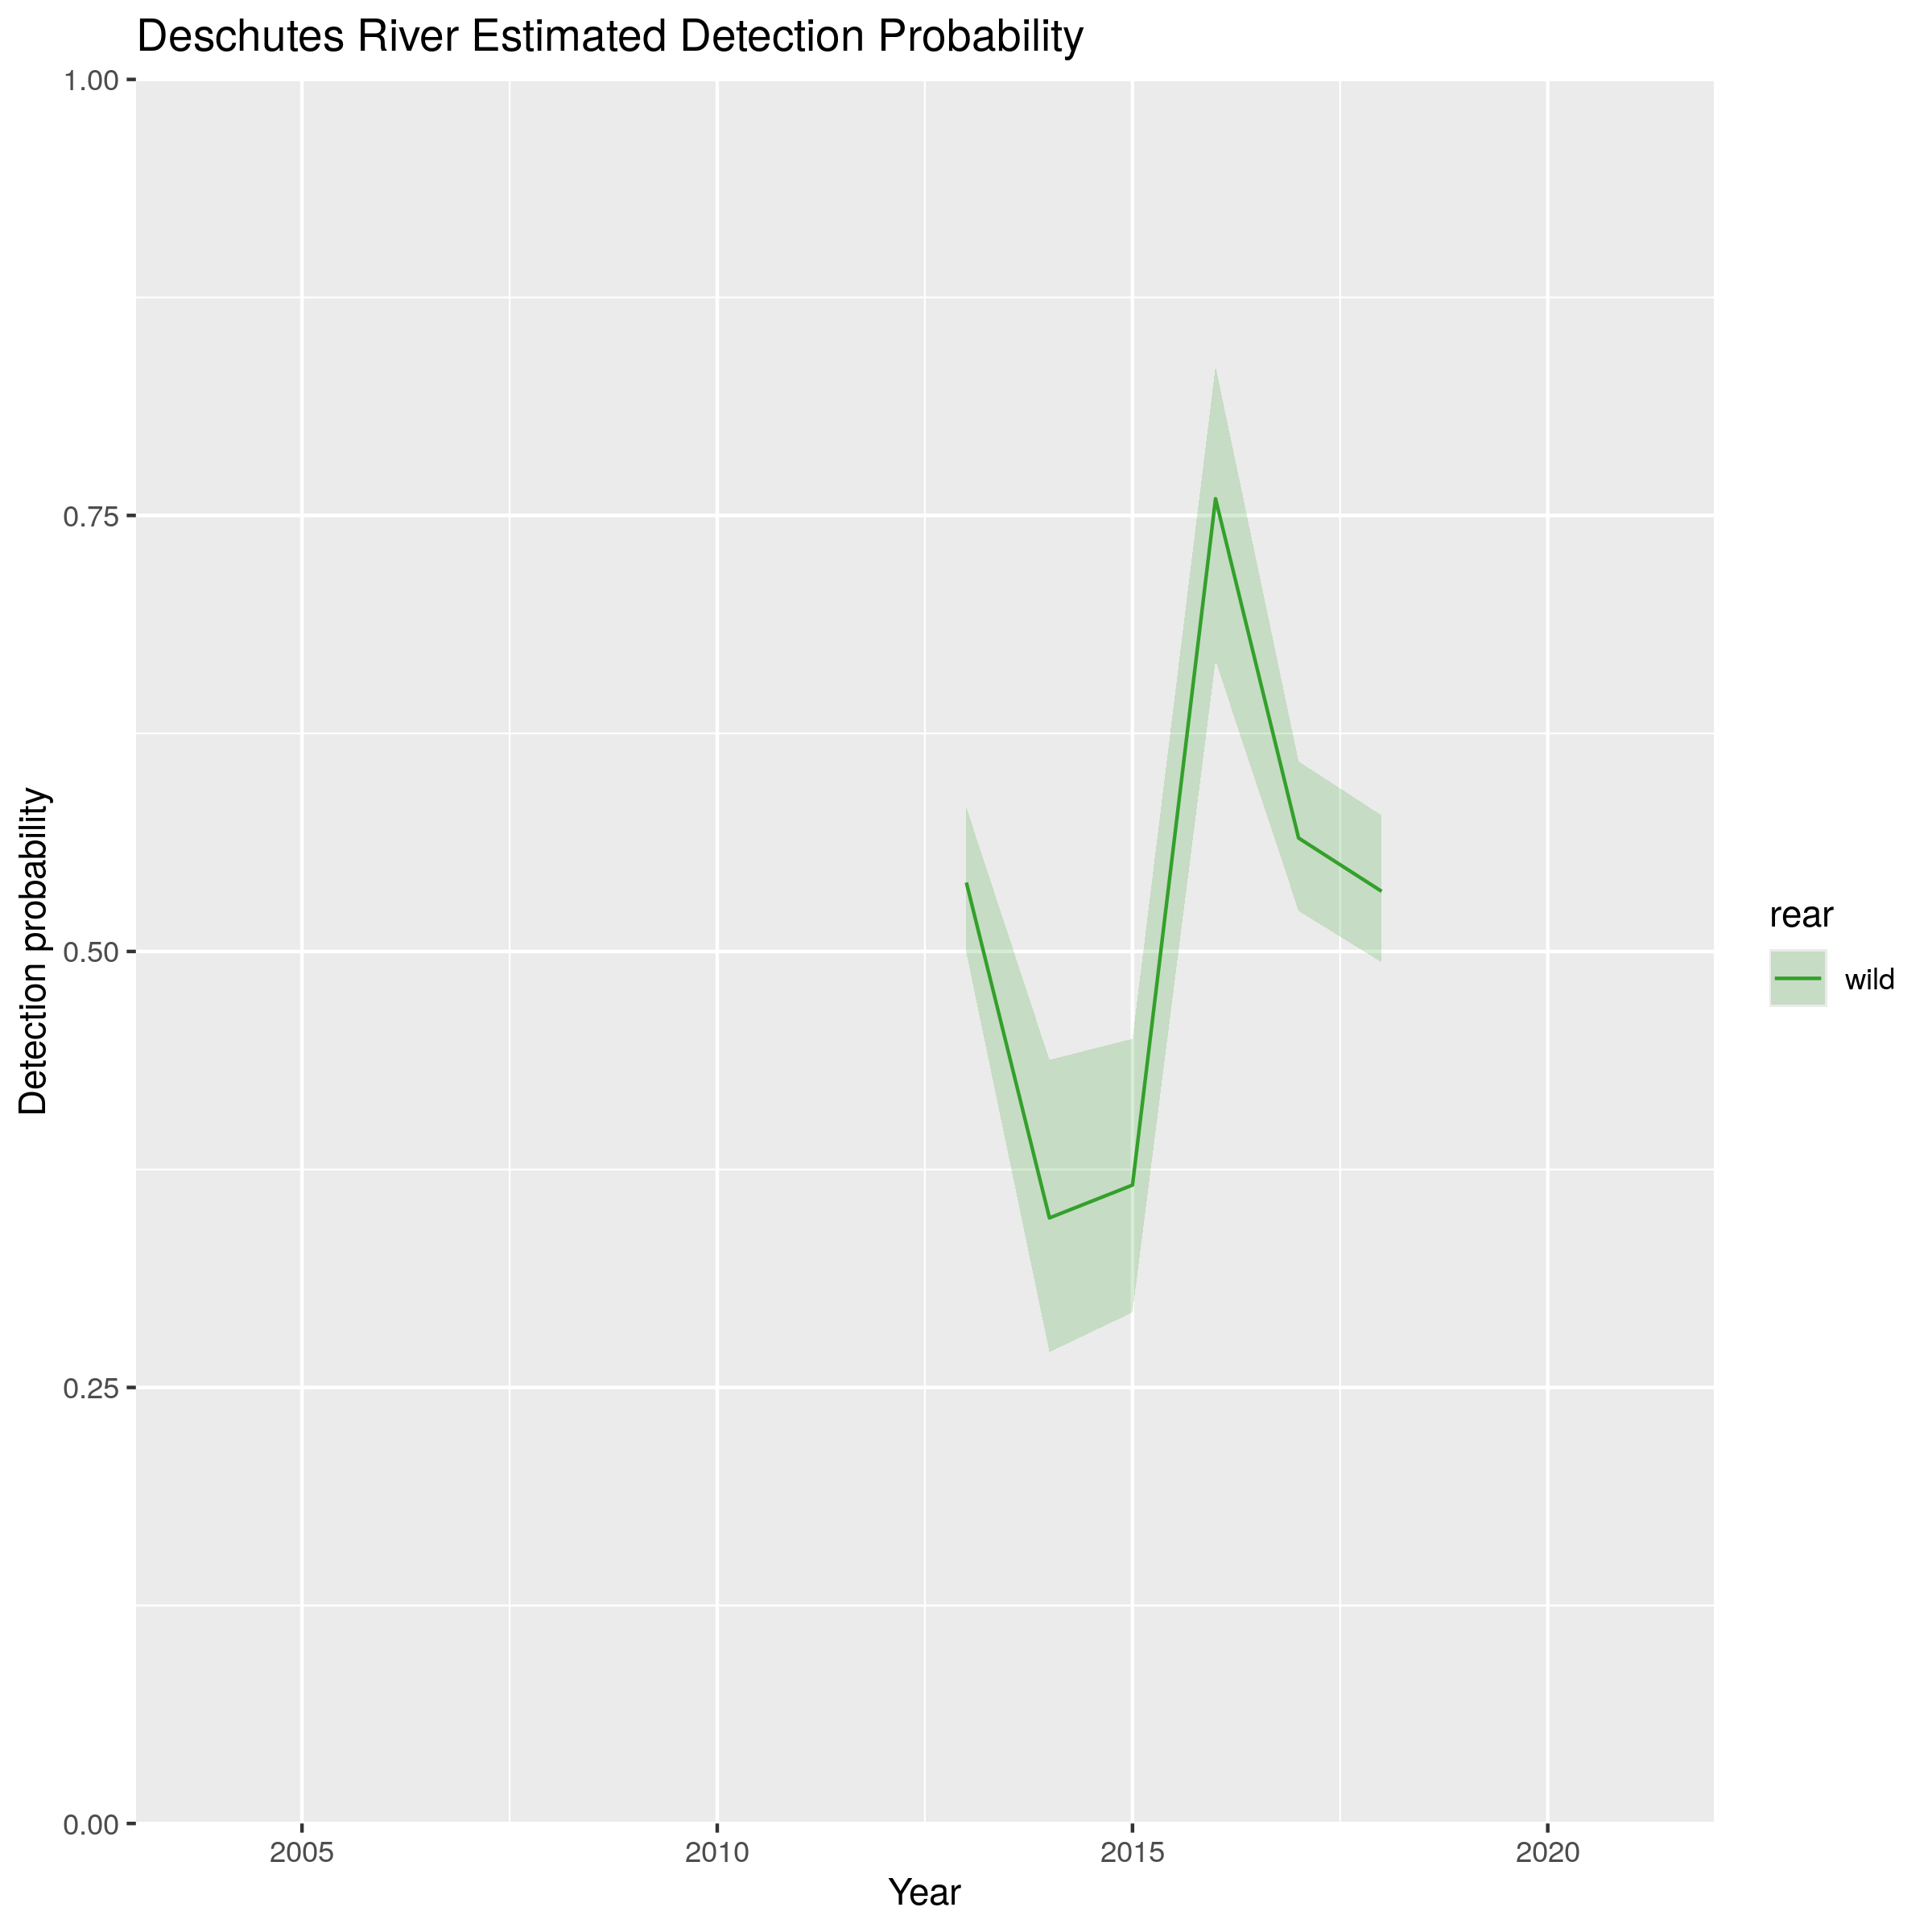 Deschutes River Estimated Detection Probability
1.00
0.75
0.50
0.25
0.00
Detection probability
2005 2010 2015 2020
Year
rear
wild